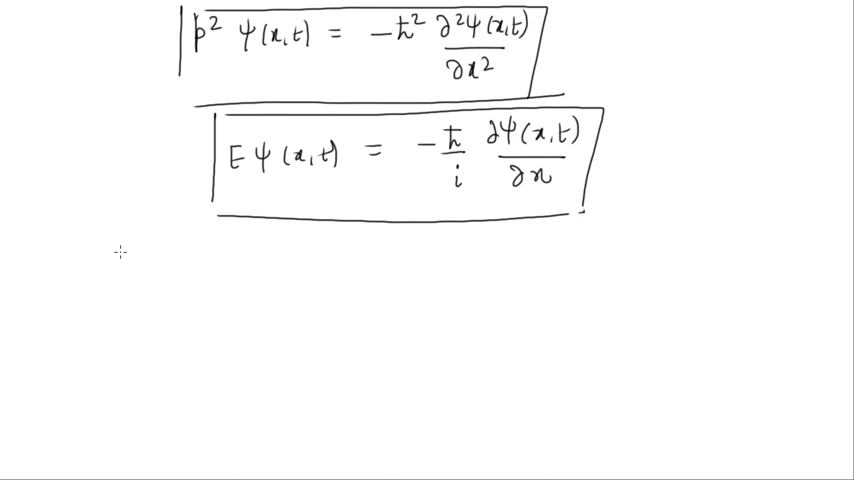 p² ψ(x,t) = -ħ² ∂²ψ(x,t)/∂x²
E ψ(x,t) = -ħ/i ∂ψ(x,t)/∂x